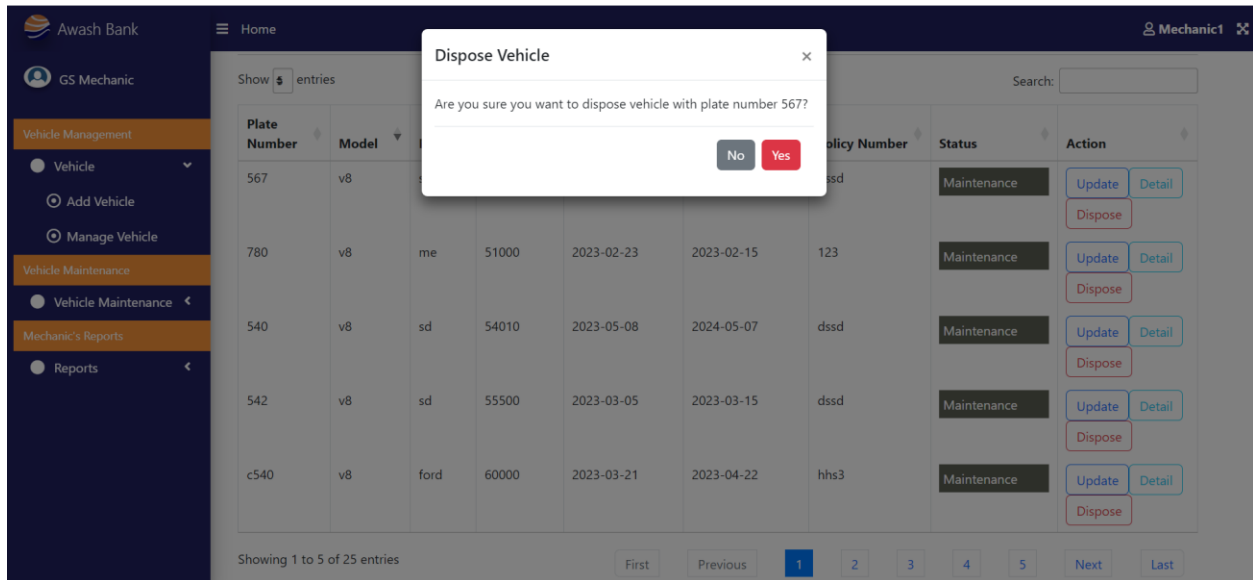 Awash Bank
Home
Mechanic1
GS Mechanic
Vehicle Management
Vehicle
Add Vehicle
Manage Vehicle
Vehicle Maintenance
Vehicle Maintenance
Mechanic's Reports
Reports
Dispose Vehicle
×
Are you sure you want to dispose vehicle with plate number 567?
No Yes
Show 5 entries
Search:
Plate Number Model Status Action
567 v8 Maintenance Update Detail
Dispose
780 v8 me 51000 2023-02-23 2023-02-15 123 Maintenance Update Detail
Dispose
540 v8 sd 54010 2023-05-08 2024-05-07 dssd Maintenance Update Detail
Dispose
542 v8 sd 55500 2023-03-05 2023-03-15 dssd Maintenance Update Detail
Dispose
c540 v8 ford 60000 2023-03-21 2023-04-22 hhs3 Maintenance Update Detail
Dispose
Showing 1 to 5 of 25 entries
First Previous 1 2 3 4 5 Next Last